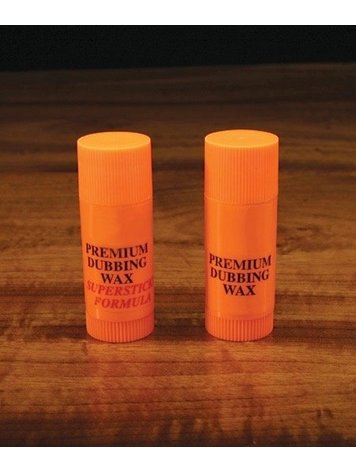 PREMIUM
DUBBING
WAX
SUPERSTICK
FORMULA
PREMIUM
DUBBING
WAX